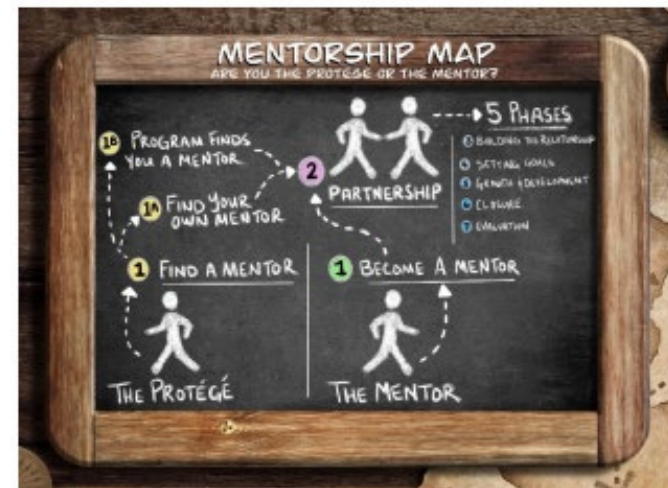 MENTORSHIP MAP
ARE YOU THE PROTÉGÉ OR THE MENTOR?
1B PROGRAM FINDS
YOU A MENTOR
1A FIND YOUR
OWN MENTOR
1 FIND A MENTOR
THE PROTÉGÉ
2
PARTNERSHIP
1 BECOME A MENTOR
THE MENTOR
5 PHASES
BUILDING THE RELATIONSHIP
SETTING GOALS
GROWTH & DEVELOPMENT
CLOSURE
EVALUATION